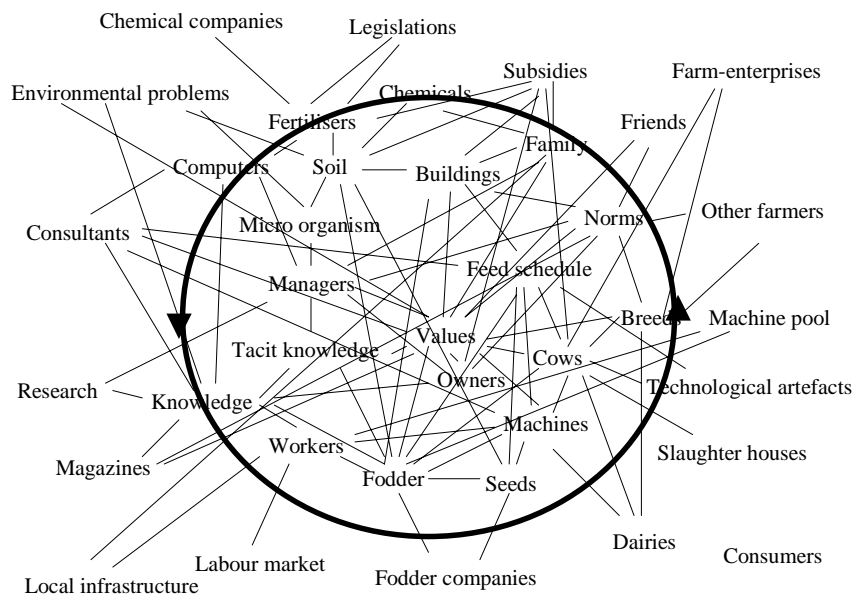 Chemical companies
Legislations
Subsidies
Farm-enterprises
Environmental problems
Chemicals
Fertilisers
Friends
Family
Computers
Soil
Buildings
Norms
Other farmers
Micro organism
Consultants
Feed schedule
Managers
Breeds
Machine pool
Values
Tacit knowledge
Cows
Owners
Technological artefacts
Research
Knowledge
Machines
Workers
Slaughter houses
Magazines
Fodder
Seeds
Dairies
Consumers
Labour market
Fodder companies
Local infrastructure